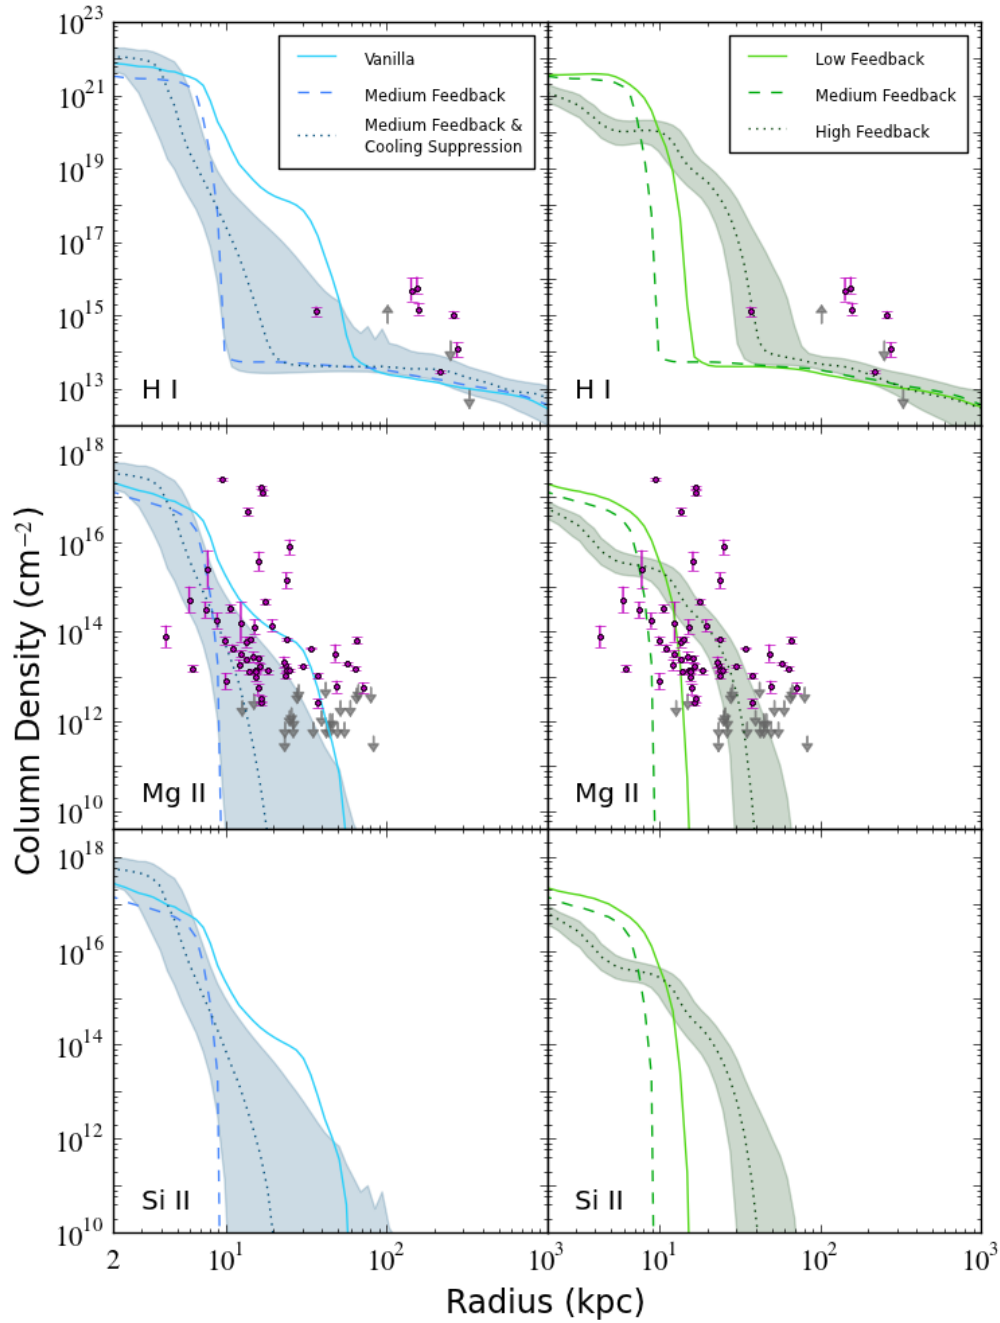 10^23
10^21
10^19
10^17
10^15
10^13
Vanilla
Medium Feedback
Medium Feedback &
Cooling Suppression
H I
Low Feedback
Medium Feedback
High Feedback
H I
10^18
10^16
10^14
10^12
10^10
Mg II
Mg II
10^18
10^16
10^14
10^12
10^10
Si II
Si II
Column Density (cm^−2)
2 10^1 10^2 10^3 10^1 10^2 10^3
Radius (kpc)